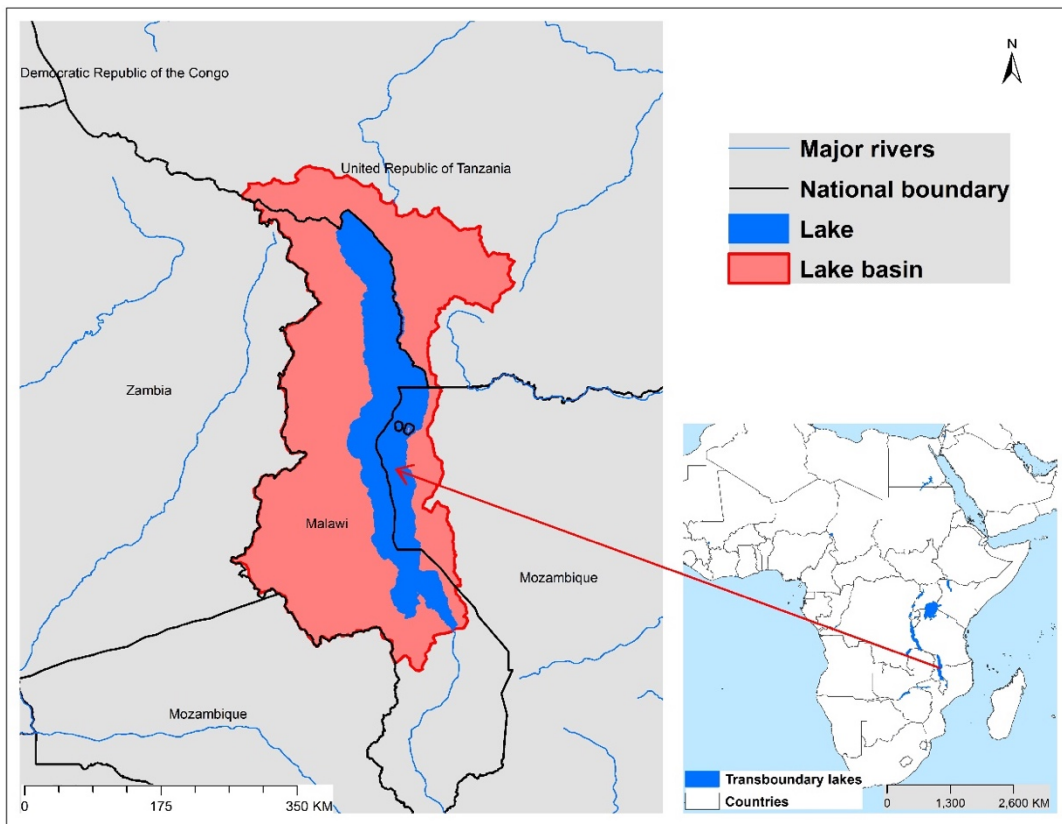 Democratic Republic of the Congo
United Republic of Tanzania
Zambia
Malawi
Mozambique
Mozambique
0 175 350 KM
N
Major rivers
National boundary
Lake
Lake basin
Transboundary lakes
Countries
0 1,300 2,600 KM